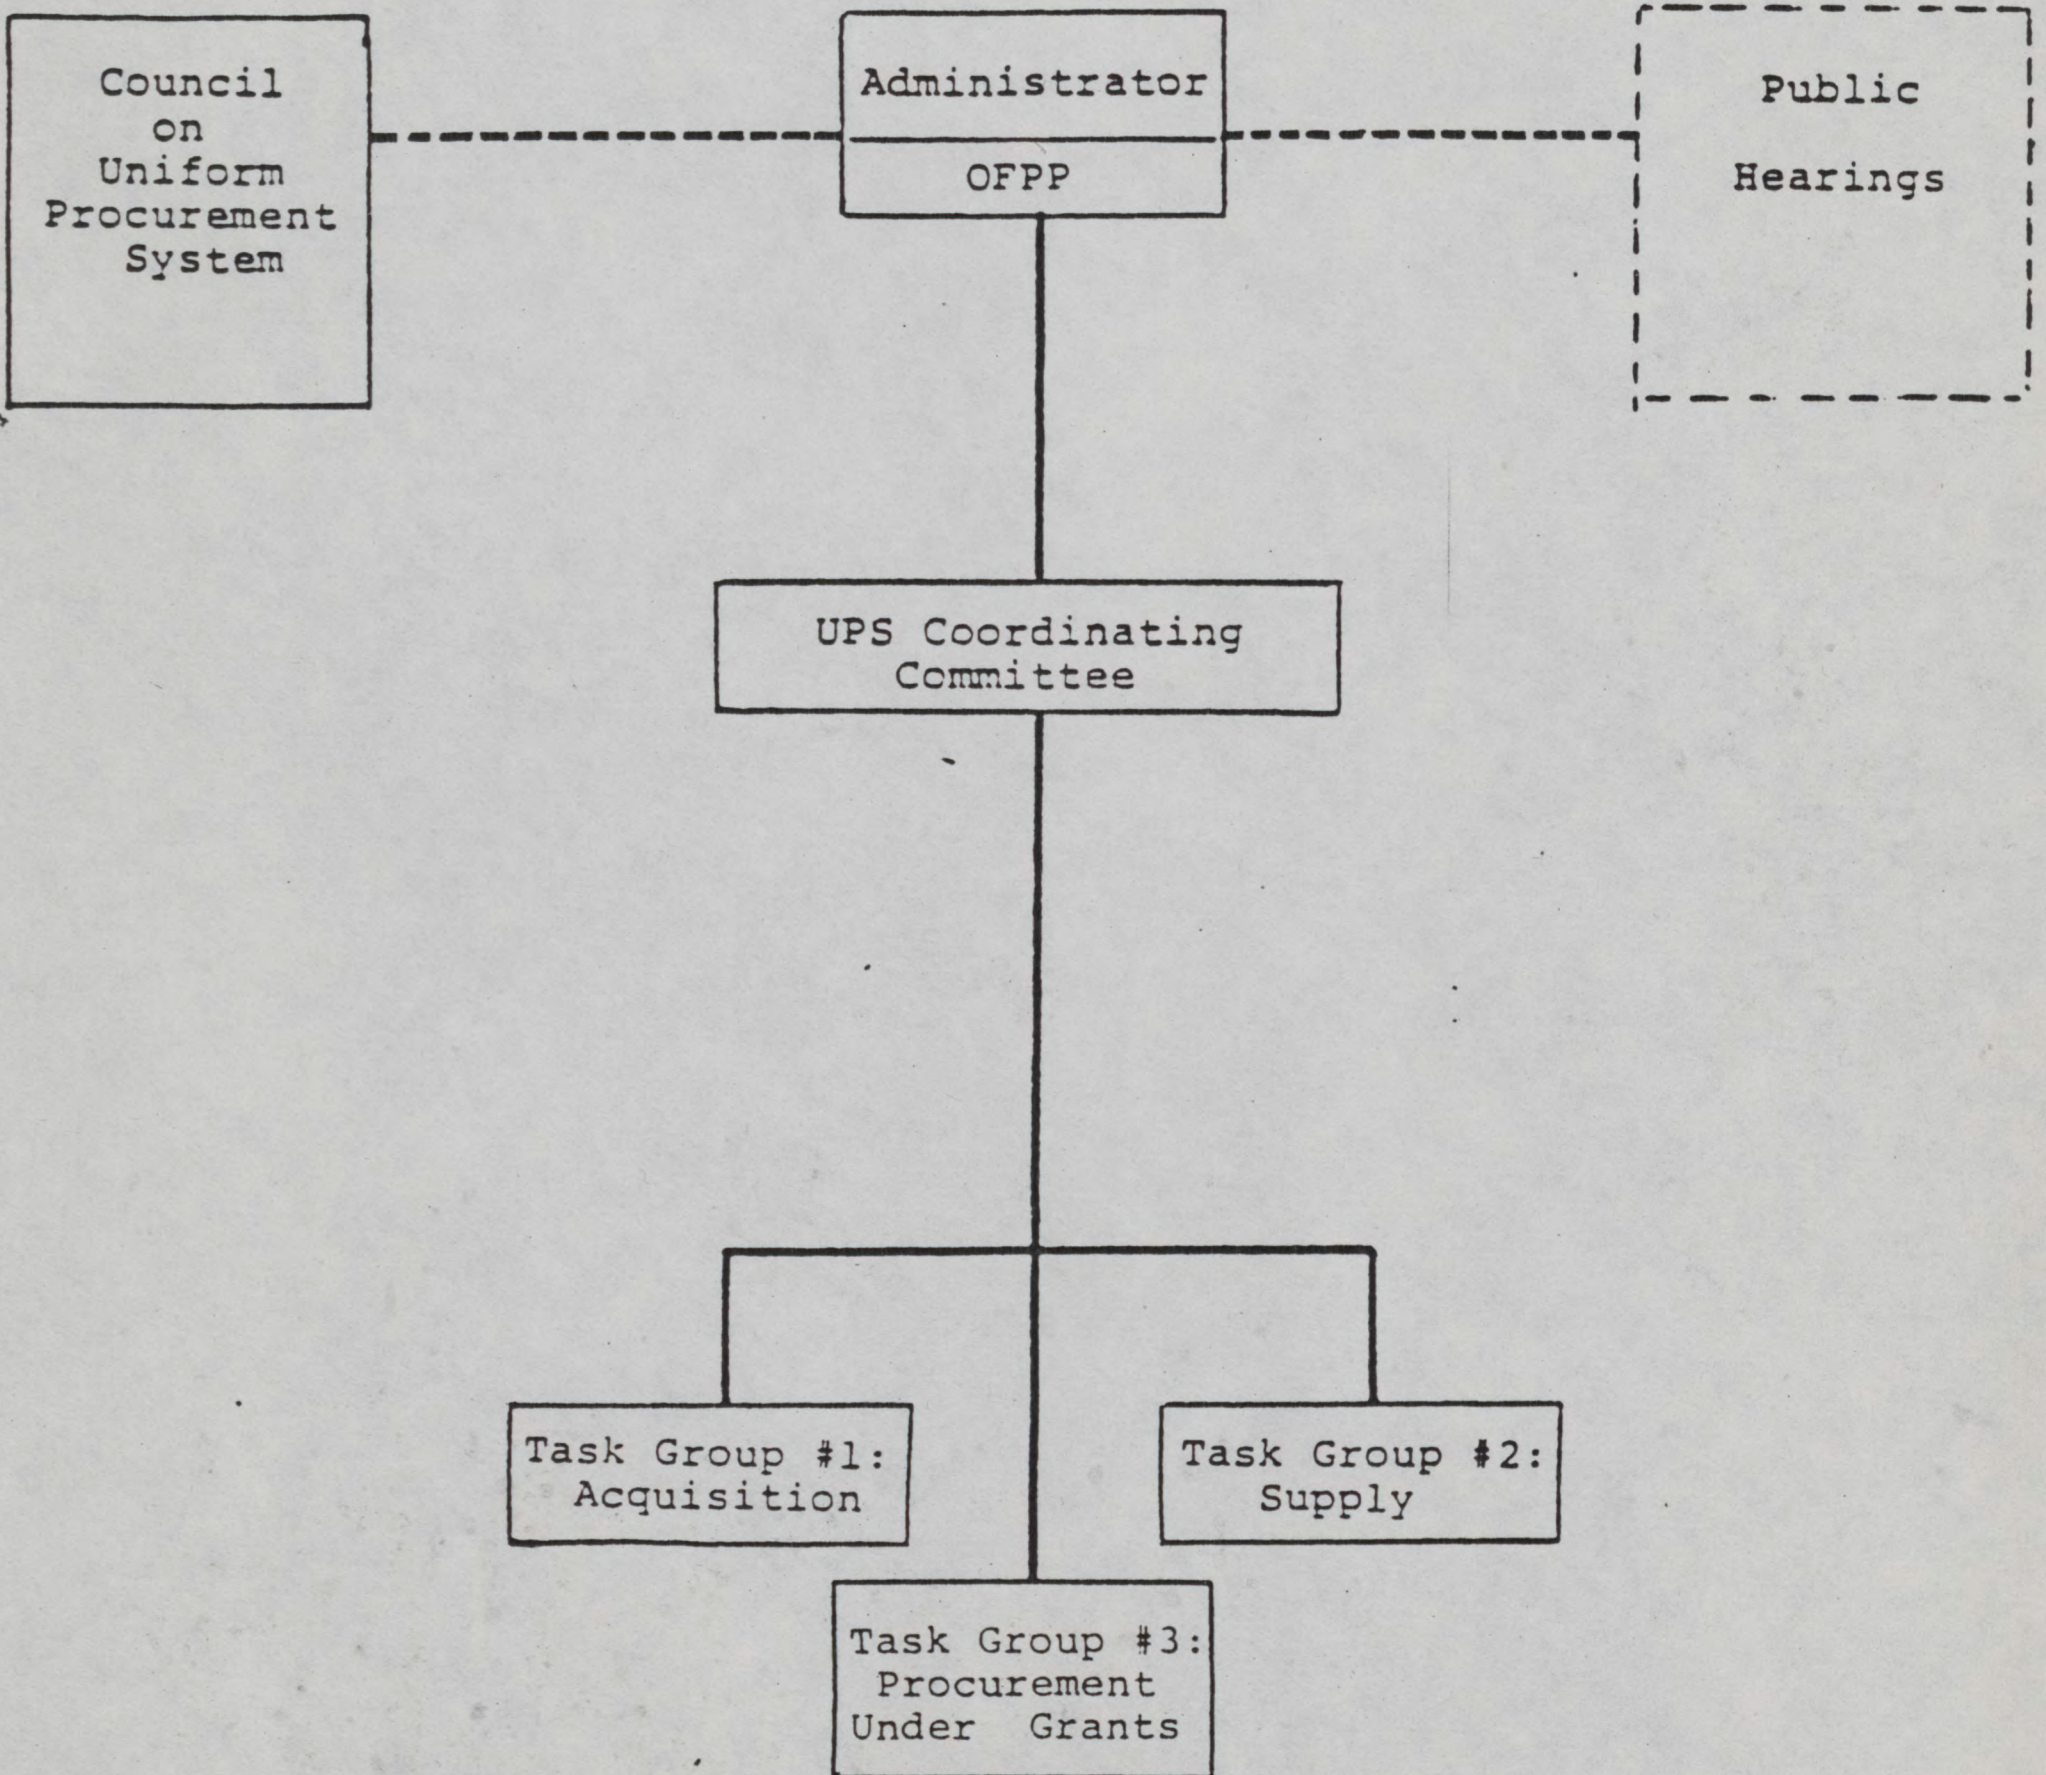 Council
on
Uniform
Procurement
System
Administrator
OFPP
Public
Hearings
UPS Coordinating
Committee
Task Group #1:
Acquisition
Task Group #2:
Supply
Task Group #3:
Procurement
Under Grants